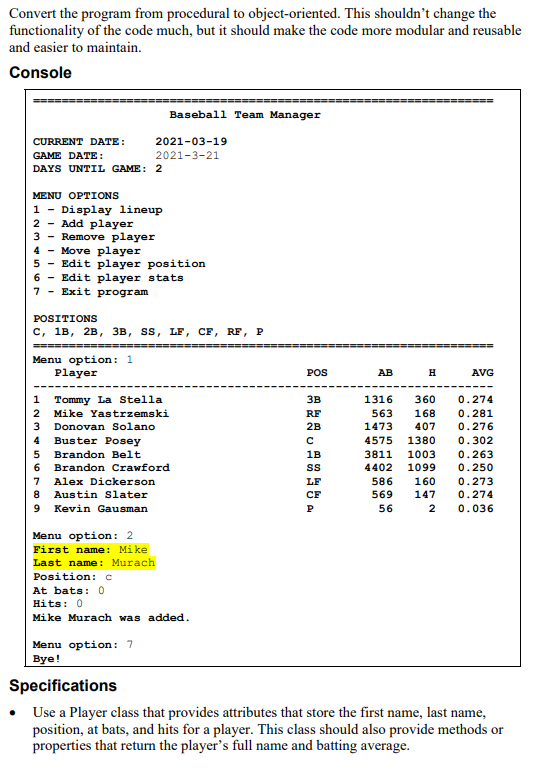 Convert the program from procedural to object-oriented. This shouldn't change the
functionality of the code much, but it should make the code more modular and reusable
and easier to maintain.
Console
================================================================
Baseball Team Manager
CURRENT DATE: 2021-03-19
GAME DATE: 2021-3-21
DAYS UNTIL GAME: 2
MENU OPTIONS
1 - Display lineup
2 - Add player
3 - Remove player
4 - Move player
5 - Edit player position
6 - Edit player stats
7 - Exit program
POSITIONS
C, 1B, 2B, 3B, SS, LF, CF, RF, P
================================================================
Menu option: 1
Player POS AB H AVG
----------------------------------------------------------------
1 Tommy La Stella 3B 1316 360 0.274
2 Mike Yastrzemski RF 563 168 0.281
3 Donovan Solano 2B 1473 407 0.276
4 Buster Posey C 4575 1380 0.302
5 Brandon Belt 1B 3811 1003 0.263
6 Brandon Crawford SS 4402 1099 0.250
7 Alex Dickerson LF 586 160 0.273
8 Austin Slater CF 569 147 0.274
9 Kevin Gausman P 56 2 0.036
Menu option: 2
First name: Mike
Last name: Murach
Position: c
At bats: 0
Hits: 0
Mike Murach was added.
Menu option: 7
Bye!
Specifications
• Use a Player class that provides attributes that store the first name, last name,
position, at bats, and hits for a player. This class should also provide methods or
properties that return the player's full name and batting average.